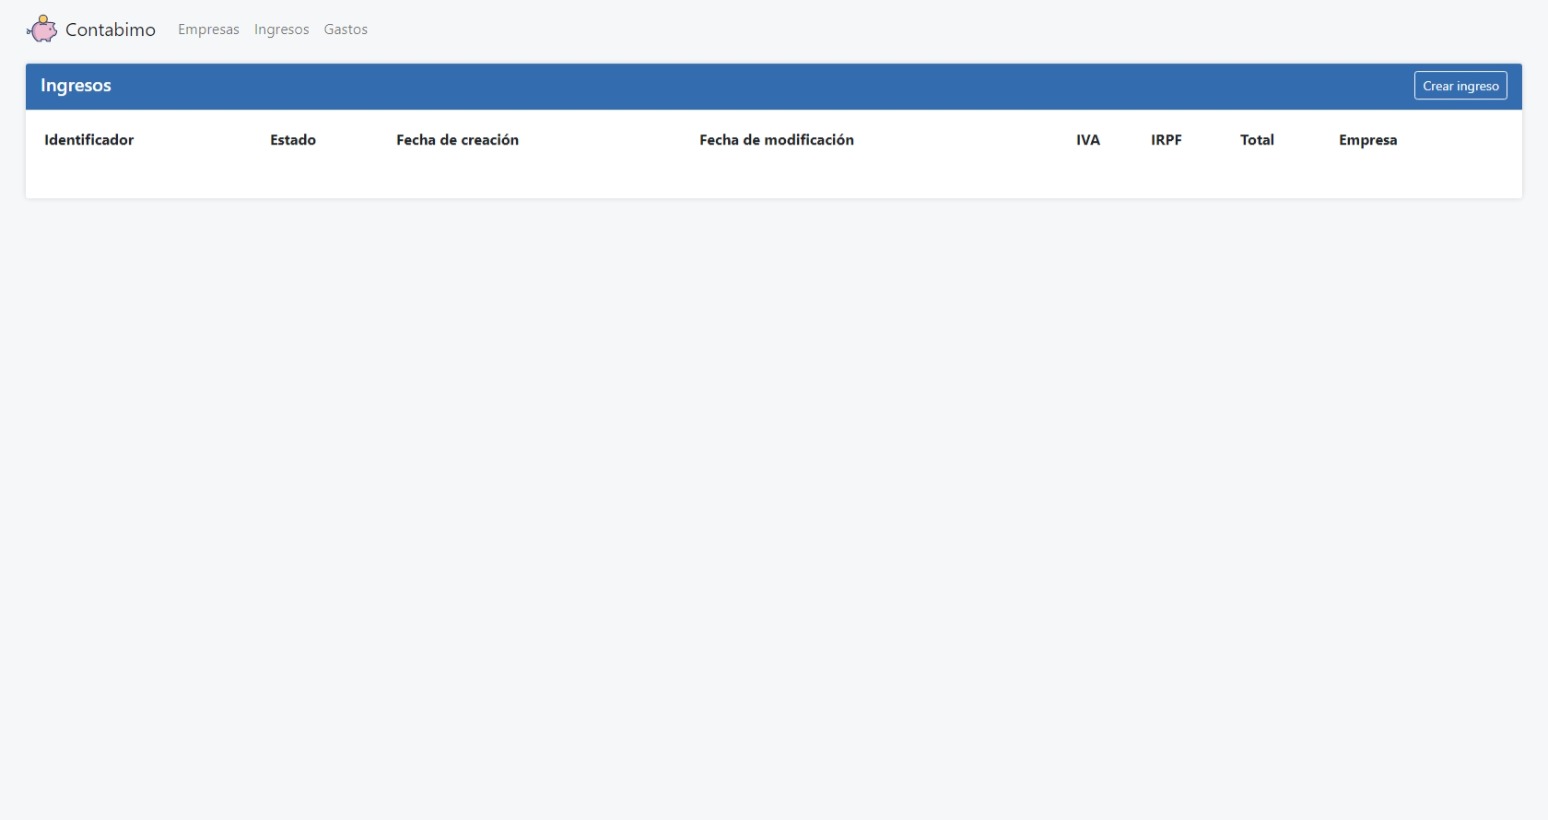 Contabimo Empresas Ingresos Gastos
Ingresos Crear ingreso
Identificador Estado Fecha de creación Fecha de modificación IVA IRPF Total Empresa